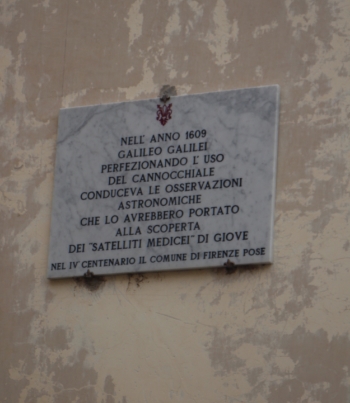 NELL' ANNO 1609
GALILEO GALILEI
PERFEZIONANDO L' USO
DEL CANNOCCHIALE
CONDUCEVA LE OSSERVAZIONI
ASTRONOMICHE
CHE LO AVREBBERO PORTATO
ALLA SCOPERTA
DEI "SATELLITI MEDICEI" DI GIOVE
NEL IV CENTENARIO IL COMUNE DI FIRENZE POSE